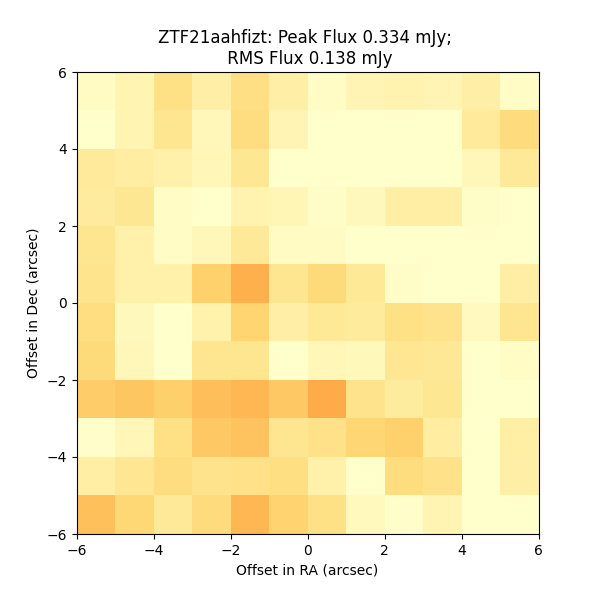 ZTF21aahfizt: Peak Flux 0.334 mJy;
RMS Flux 0.138 mJy
6
4
2
0
−2
−4
−6
Offset in Dec (arcsec)
−6 −4 −2 0 2 4 6
Offset in RA (arcsec)